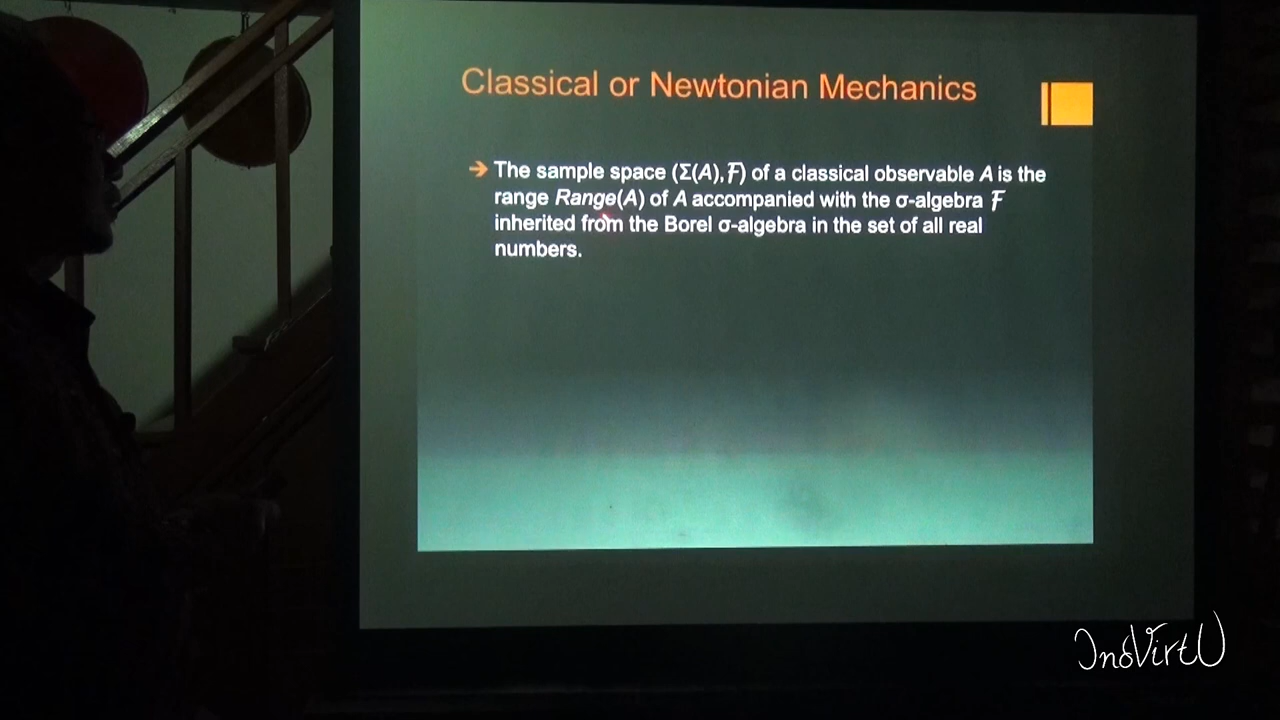 Classical or Newtonian Mechanics
➔ The sample space (Σ(A), F) of a classical observable A is the
range Range(A) of A accompanied with the σ-algebra F
inherited from the Borel σ-algebra in the set of all real
numbers.
IndVirtU